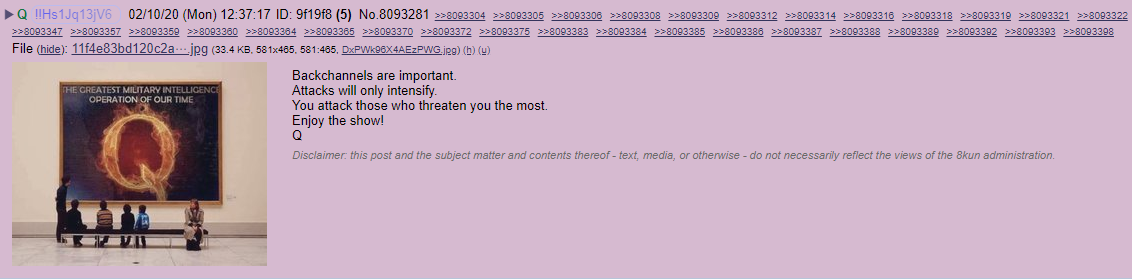 Q !!Hs1Jq13jV6 02/10/20 (Mon) 12:37:17 ID: 9f19f8 (5) No.8093281 >>8093304 >>8093305 >>8093306 >>8093308 >>8093309 >>8093312 >>8093314 >>8093316 >>8093318 >>8093319 >>8093321 >>8093322
>>8093347 >>8093357 >>8093359 >>8093360 >>8093364 >>8093365 >>8093370 >>8093372 >>8093375 >>8093383 >>8093384 >>8093385 >>8093387 >>8093388 >>8093389 >>8093392 >>8093393 >>8093398
File (hide): 11f4e83bd120c2a⋯.jpg (33.4 KB, 581x465, 581:465, DxPWk96X4AEzPWG.jpg) (h) (u)
THE GREATEST MILITARY INTELLIGENCE
OPERATION OF OUR TIME
Q
Backchannels are important.
Attacks will only intensify.
You attack those who threaten you the most.
Enjoy the show!
Q
Disclaimer: this post and the subject matter and contents thereof - text, media, or otherwise - do not necessarily reflect the views of the 8kun administration.